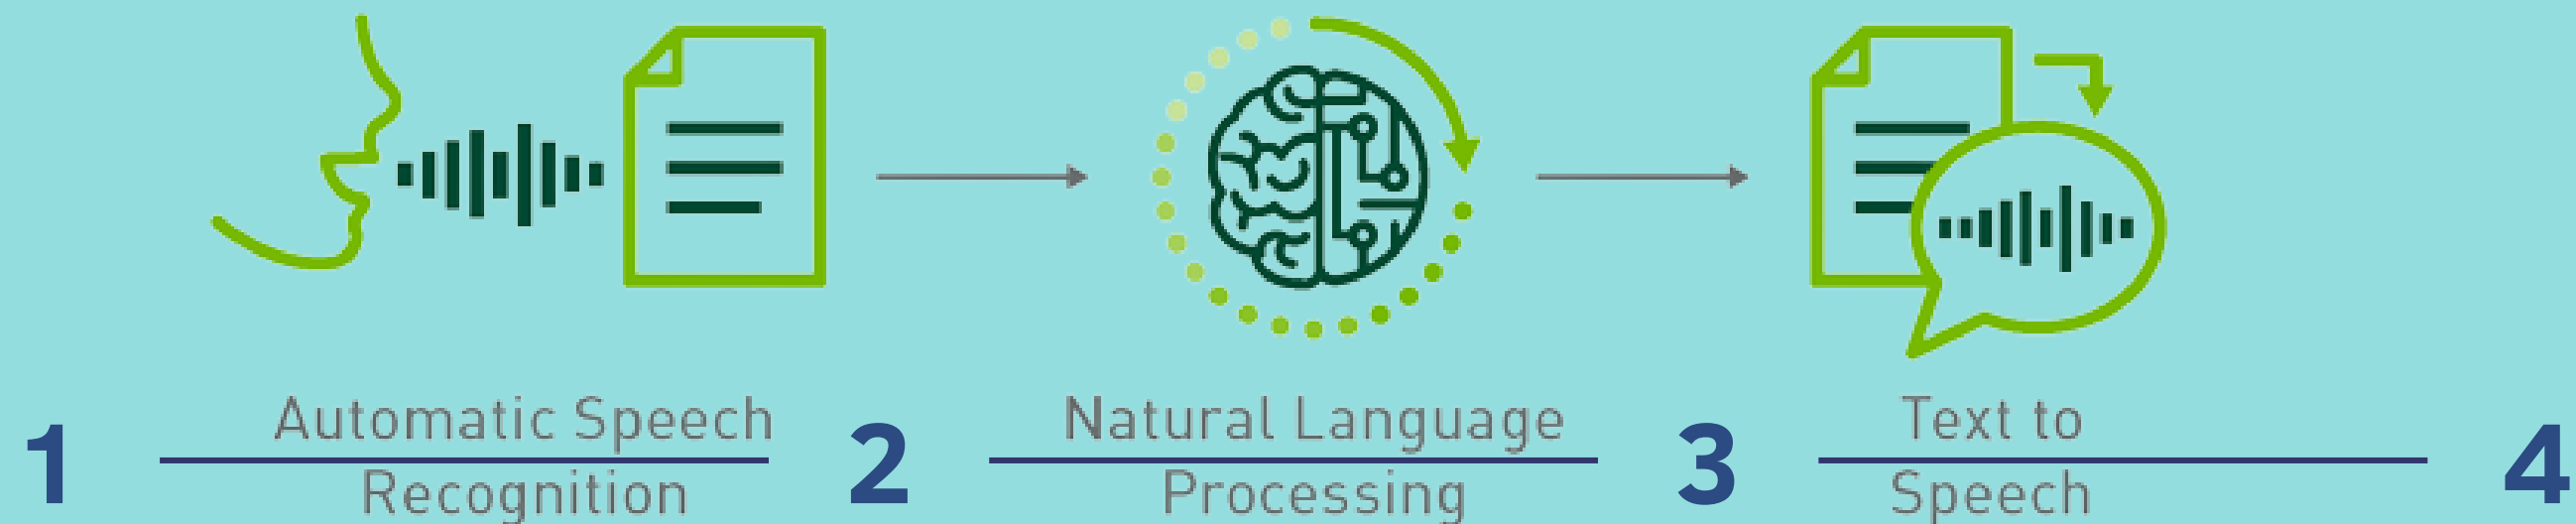 Automatic Speech
Natural Language
Text to
1
2
3
4
Recognition
Processing
Speech